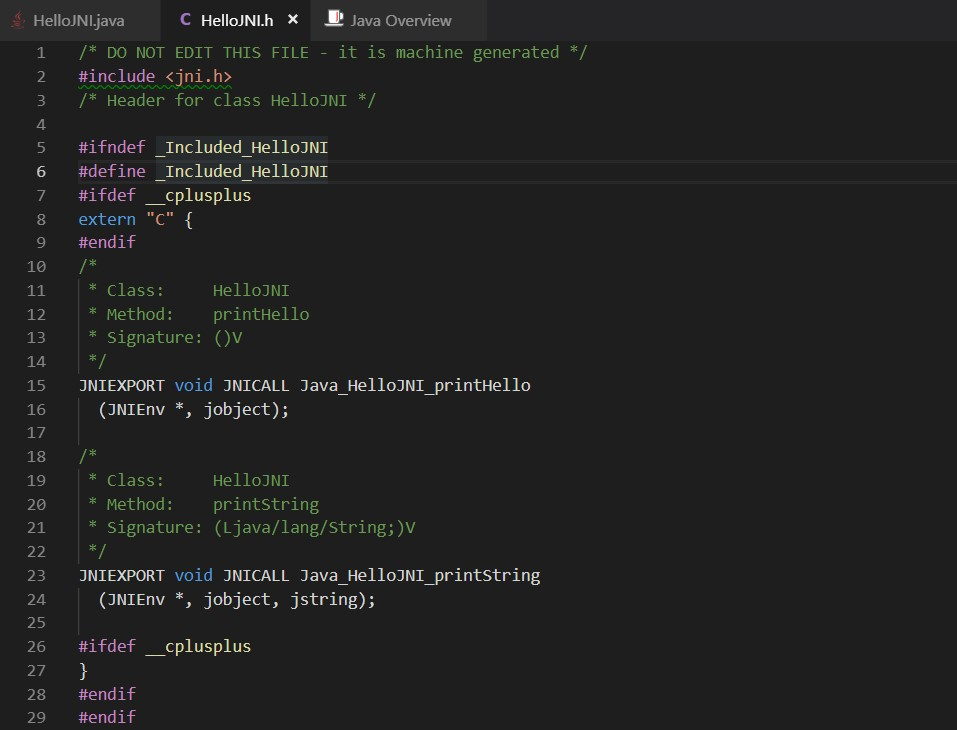 HelloJNI.java C HelloJNI.h × Java Overview
1 /* DO NOT EDIT THIS FILE - it is machine generated */
2 #include <jni.h>
3 /* Header for class HelloJNI */
4
5 #ifndef _Included_HelloJNI
6 #define _Included_HelloJNI
7 #ifdef __cplusplus
8 extern "C" {
9 #endif
10 /*
11  * Class:     HelloJNI
12  * Method:    printHello
13  * Signature: ()V
14  */
15 JNIEXPORT void JNICALL Java_HelloJNI_printHello
16   (JNIEnv *, jobject);
17
18 /*
19  * Class:     HelloJNI
20  * Method:    printString
21  * Signature: (Ljava/lang/String;)V
22  */
23 JNIEXPORT void JNICALL Java_HelloJNI_printString
24   (JNIEnv *, jobject, jstring);
25
26 #ifdef __cplusplus
27 }
28 #endif
29 #endif